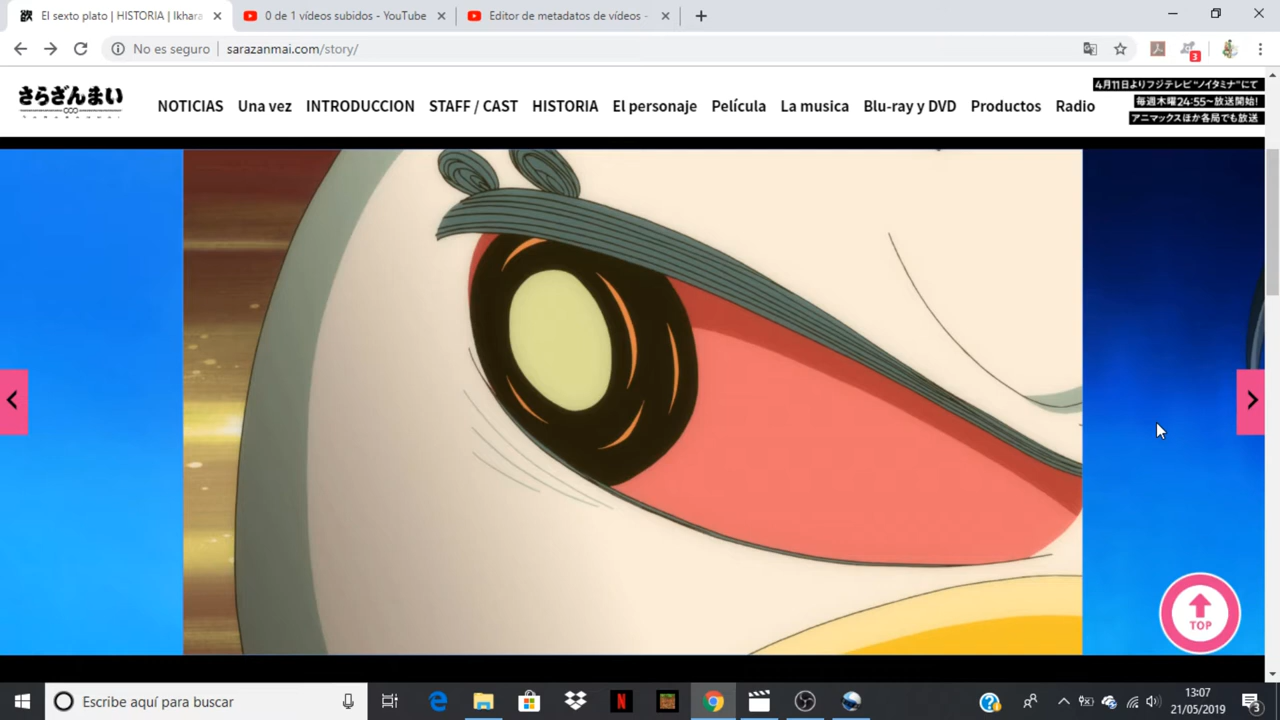 El sexto plato | HISTORIA | Ikhara
0 de 1 vídeos subidos - YouTube
Editor de metadatos de vídeos -
No es seguro
sarazanmai.com/story/
3
さらざんまい
NOTICIAS
Una vez
INTRODUCCION
STAFF / CAST
HISTORIA
El personaje
Película
La musica
Blu-ray y DVD
Productos
Radio
4月11日よりフジテレビ"ノイタミナ"にて
毎週木曜24:55~放送開始!
アニマックスほか各局でも放送
TOP
Escribe aquí para buscar
13:07
21/05/2019
3